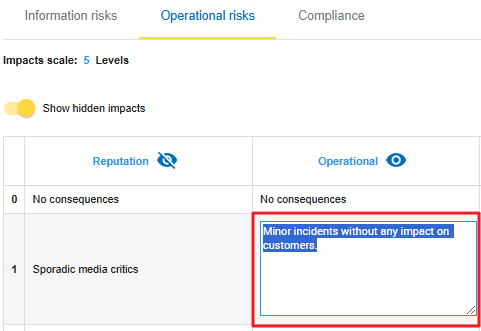 Information risks Operational risks Compliance
Impacts scale: 5 Levels
Show hidden impacts
Reputation Operational
0 No consequences No consequences
1 Sporadic media critics Minor incidents without any impact on
customers.